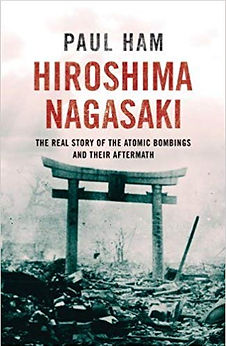 PAUL HAM
HIROSHIMA
NAGASAKI
THE REAL STORY OF THE ATOMIC BOMBINGS
AND THEIR AFTERMATH